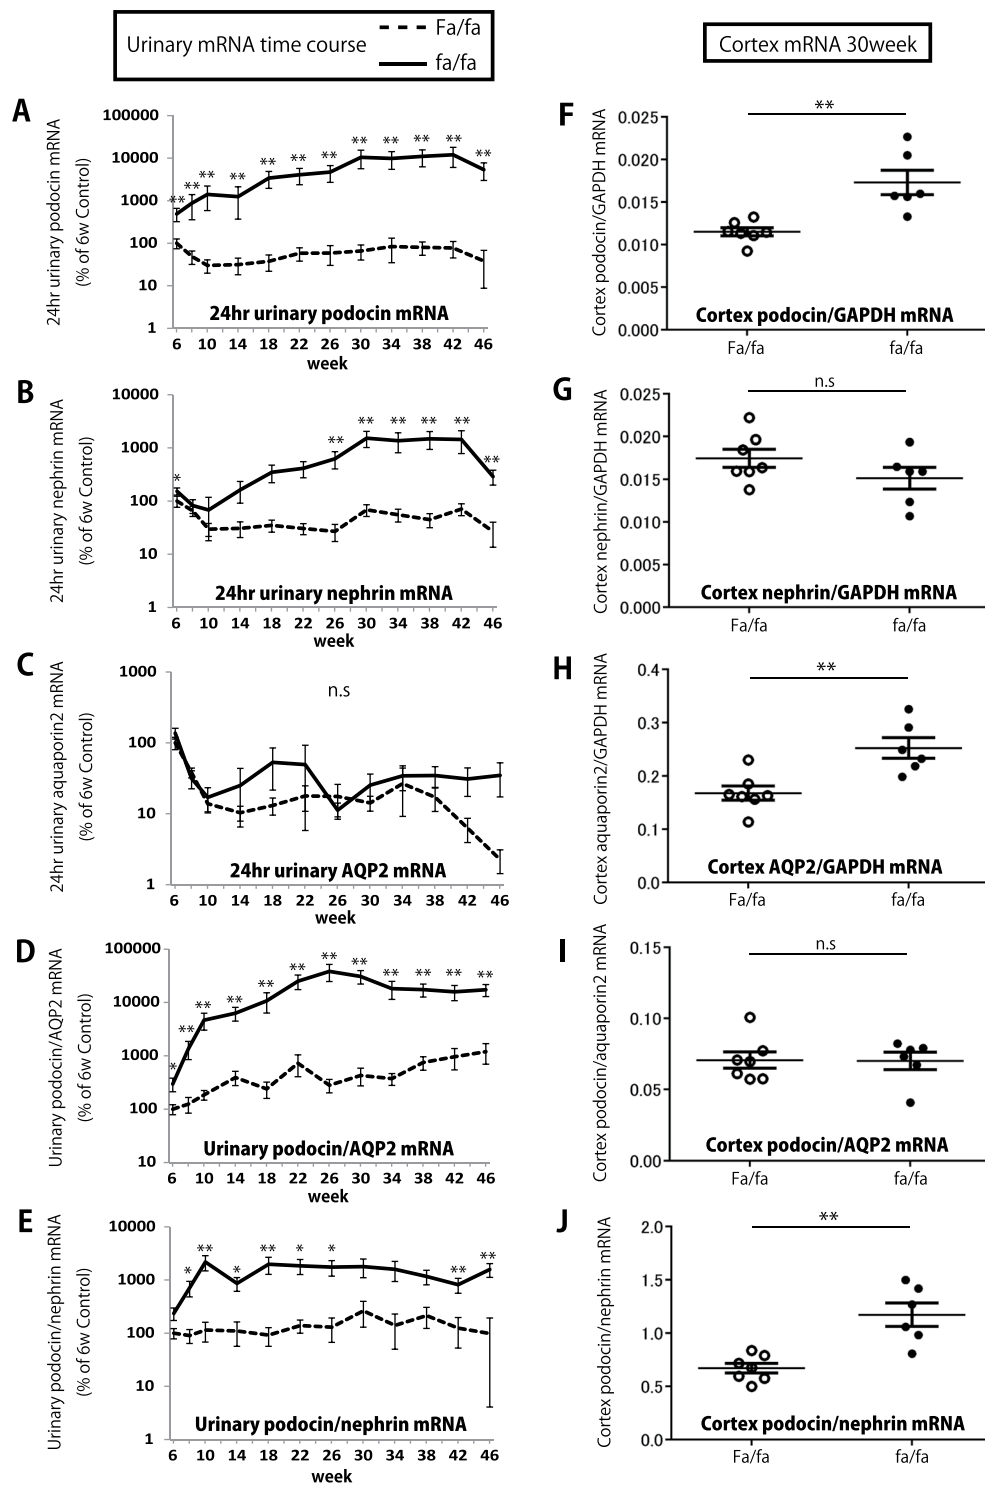 Urinary mRNA time course
Fa/fa
fa/fa
Cortex mRNA 30week
A
24hr urinary podocin mRNA
(% of 6w Control)
100000
10000
1000
100
10
1
** ** ** ** ** ** ** ** ** ** ** **
24hr urinary podocin mRNA
6 10 14 18 22 26 30 34 38 42 46
week
B
24hr urinary nephrin mRNA
(% of 6w Control)
10000
1000
100
10
1
* ** ** ** ** ** **
24hr urinary nephrin mRNA
6 10 14 18 22 26 30 34 38 42 46
week
C
24hr urinary aquaporin2 mRNA
(% of 6w Control)
1000
100
10
1
n.s
24hr urinary AQP2 mRNA
6 10 14 18 22 26 30 34 38 42 46
week
D
Urinary podocin/AQP2 mRNA
(% of 6w Control)
100000
10000
1000
100
10
* ** ** ** ** ** ** ** ** ** ** **
Urinary podocin/AQP2 mRNA
6 10 14 18 22 26 30 34 38 42 46
week
E
Urinary podocin/nephrin mRNA
(% of 6w Control)
10000
1000
100
10
1
* ** * ** * * ** **
Urinary podocin/nephrin mRNA
6 10 14 18 22 26 30 34 38 42 46
week
F
Cortex podocin/GAPDH mRNA
0.025
0.020
0.015
0.010
0.005
0.000
**
Cortex podocin/GAPDH mRNA
Fa/fa fa/fa
G
Cortex nephrin/GAPDH mRNA
0.025
0.020
0.015
0.010
0.005
0.000
n.s
Cortex nephrin/GAPDH mRNA
Fa/fa fa/fa
H
Cortex aquaporin2/GAPDH mRNA
0.4
0.3
0.2
0.1
0.0
**
Cortex AQP2/GAPDH mRNA
Fa/fa fa/fa
I
Cortex podocin/aquaporin2 mRNA
0.15
0.10
0.05
0.00
n.s
Cortex podocin/AQP2 mRNA
Fa/fa fa/fa
J
Cortex podocin/nephrin mRNA
2.0
1.5
1.0
0.5
0.0
**
Cortex podocin/nephrin mRNA
Fa/fa fa/fa